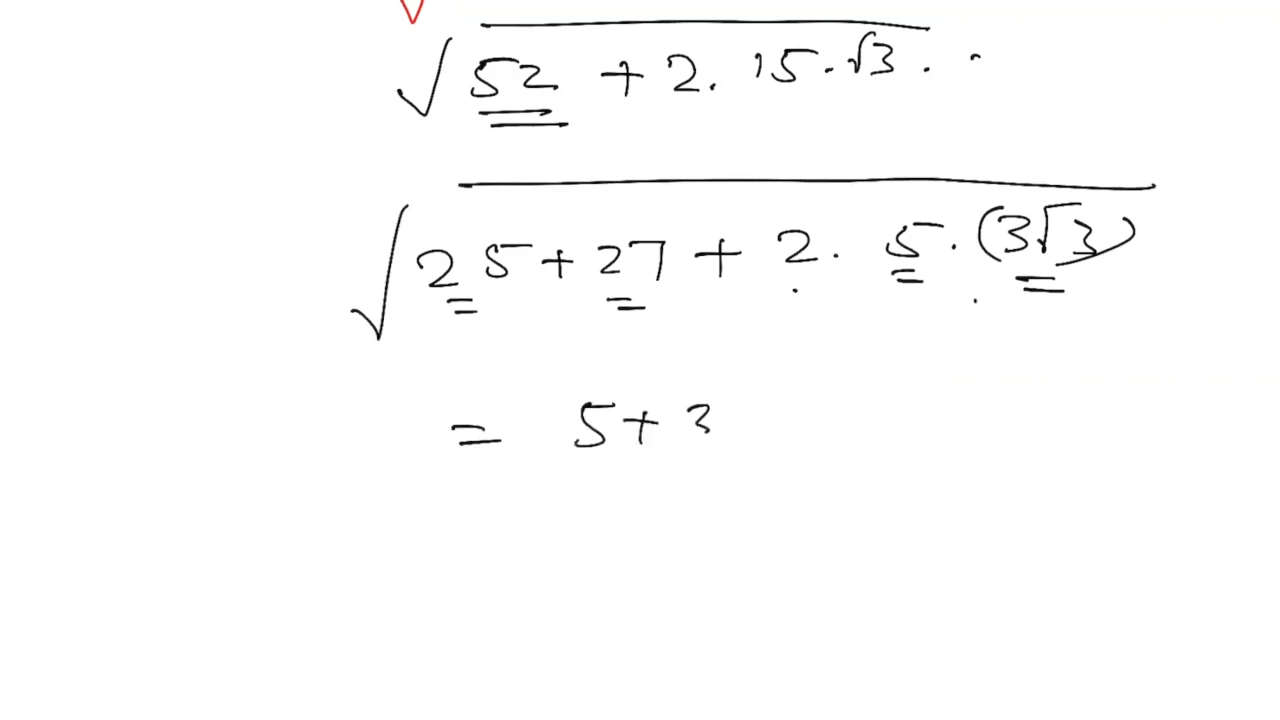 √52 + 2. 15.√3.
√25 + 27 + 2. 5. (3√3)
= 5 + 3